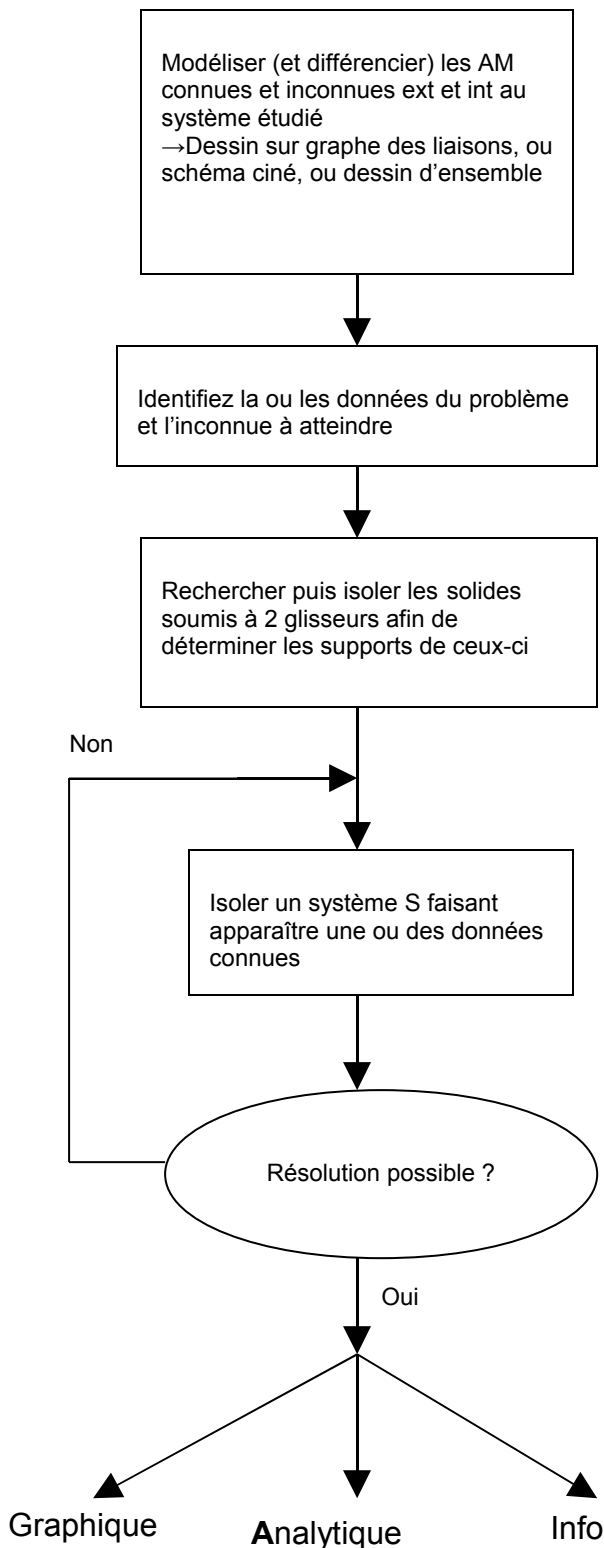 Modéliser (et différencier) les AM
connues et inconnues ext et int au
système étudié
→Dessin sur graphe des liaisons, ou
schéma ciné, ou dessin d’ensemble
Identifiez la ou les données du problème
et l’inconnue à atteindre
Rechercher puis isoler les solides
soumis à 2 glisseurs afin de
déterminer les supports de ceux-ci
Non
Isoler un système S faisant
apparaître une ou des données
connues
Résolution possible ?
Oui
Graphique
Analytique
Info